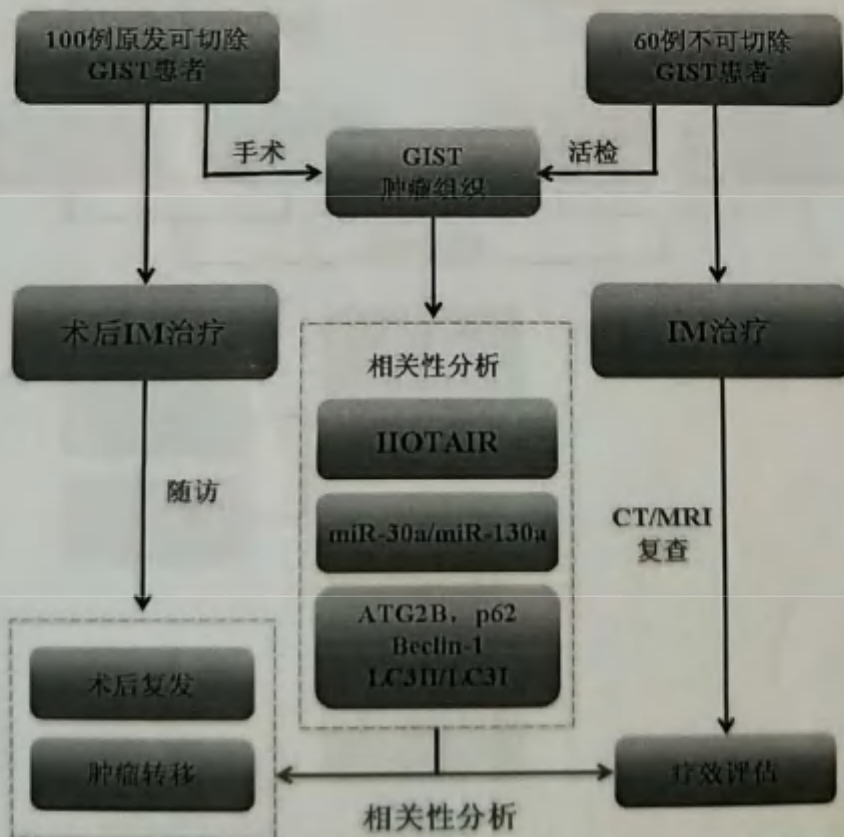 100例原发可切除
GIST患者
60例不可切除
GIST患者
手术
GIST
肿瘤组织
活检
术后IM治疗
IM治疗
相关性分析
HOTAIR
随访
miR-30a/miR-130a
CT/MRI
复查
ATG2B，p62
Beclin-1
LC3II/LC3I
术后复发
肿瘤转移
疗效评估
相关性分析